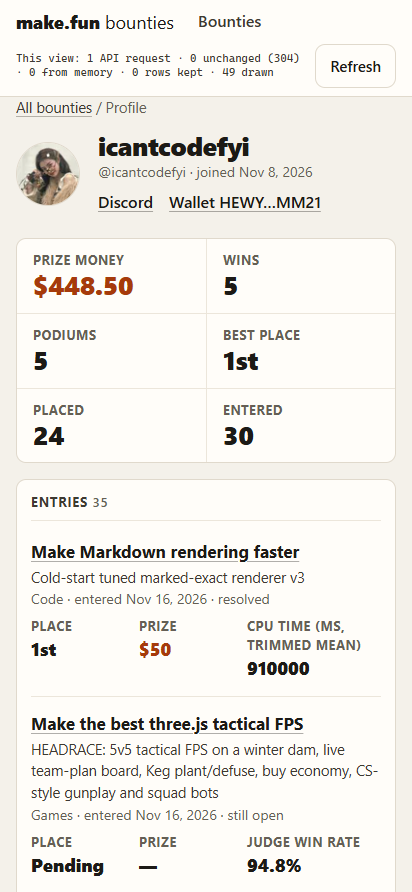 make.fun bounties Bounties
This view: 1 API request · 0 unchanged (304)
· 0 from memory · 0 rows kept · 49 drawn
Refresh
All bounties / Profile
icantcodefyi
@icantcodefyi · joined Nov 8, 2026
Discord Wallet HEWY...MM21
PRIZE MONEY WINS
$448.50 5
PODIUMS BEST PLACE
5 1st
PLACED ENTERED
24 30
ENTRIES 35
Make Markdown rendering faster
Cold-start tuned marked-exact renderer v3
Code · entered Nov 16, 2026 · resolved
PLACE PRIZE CPU TIME (MS,
TRIMMED MEAN)
1st $50
910000
Make the best three.js tactical FPS
HEADRACE: 5v5 tactical FPS on a winter dam, live
team-plan board, Keg plant/defuse, buy economy, CS-
style gunplay and squad bots
Games · entered Nov 16, 2026 · still open
PLACE PRIZE JUDGE WIN RATE
Pending — 94.8%